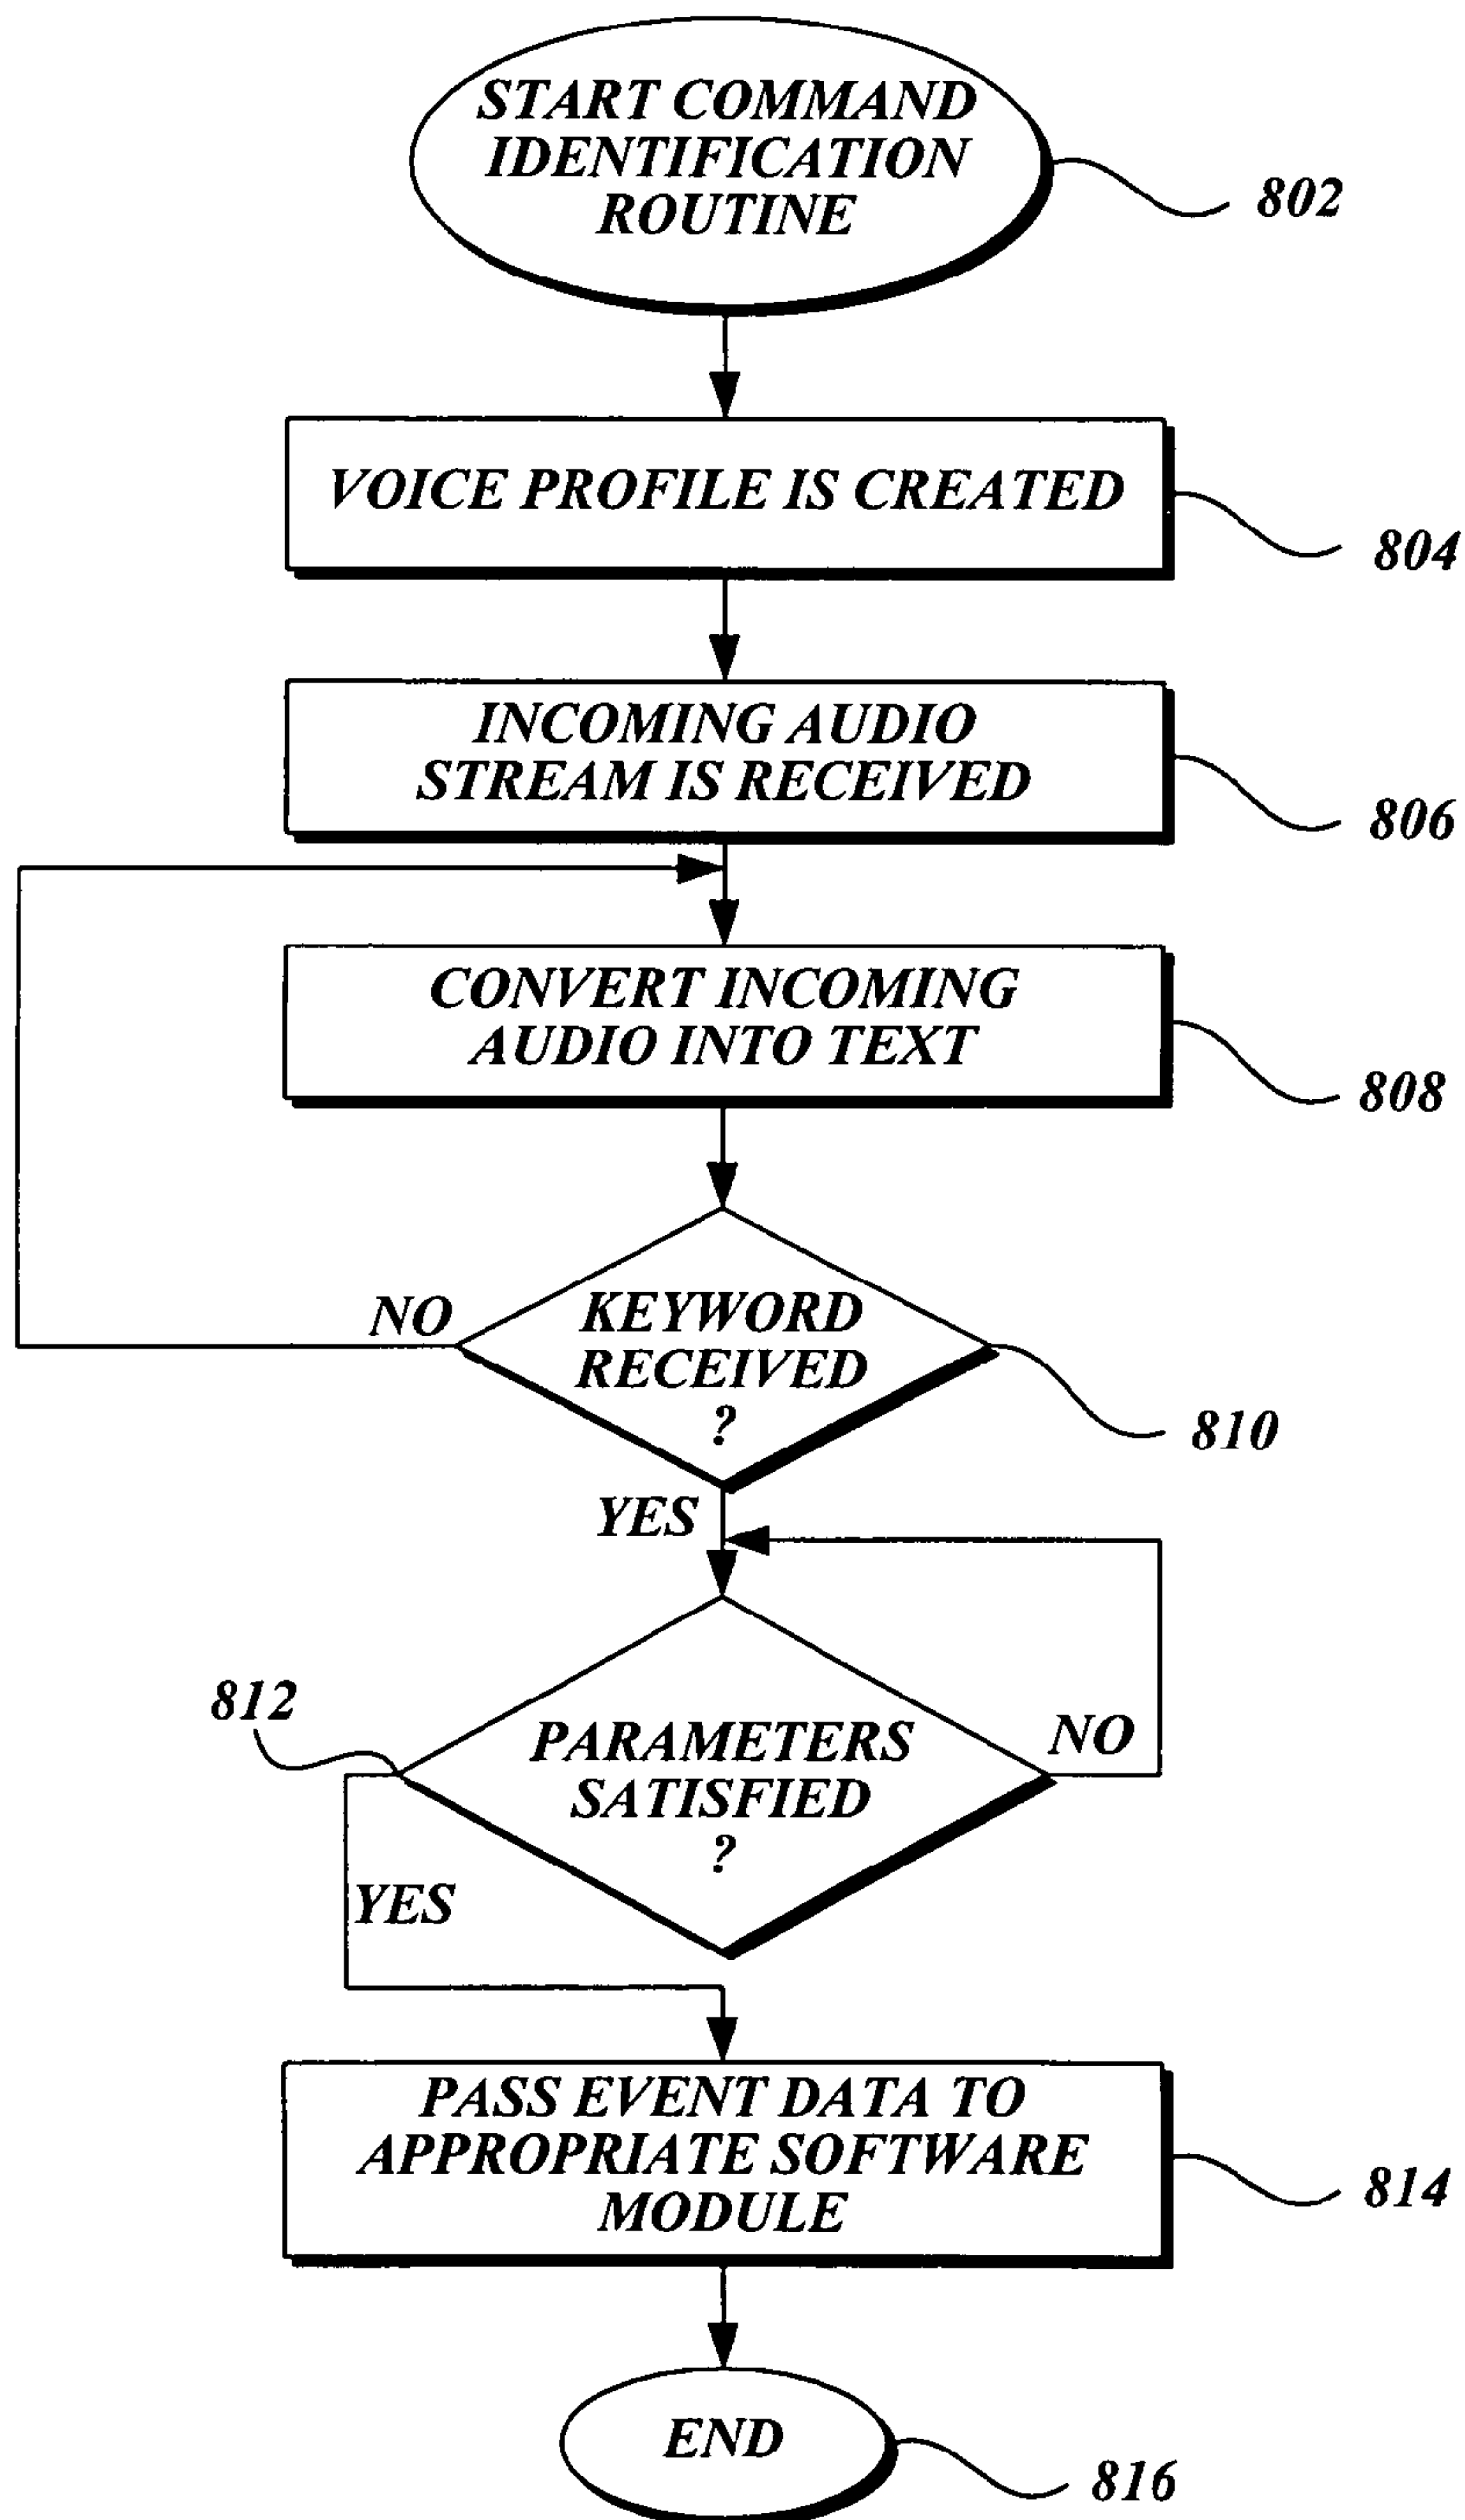 START COMMAND
IDENTIFICATION
ROUTINE
802
VOICE PROFILE IS CREATED
804
INCOMING AUDIO
STREAM IS RECEIVED
806
CONVERT INCOMING
AUDIO INTO TEXT
808
NO
KEYWORD
RECEIVED
?
810
YES
812
PARAMETERS
SATISFIED
?
NO
YES
PASS EVENT DATA TO
APPROPRIATE SOFTWARE
MODULE
814
END
816